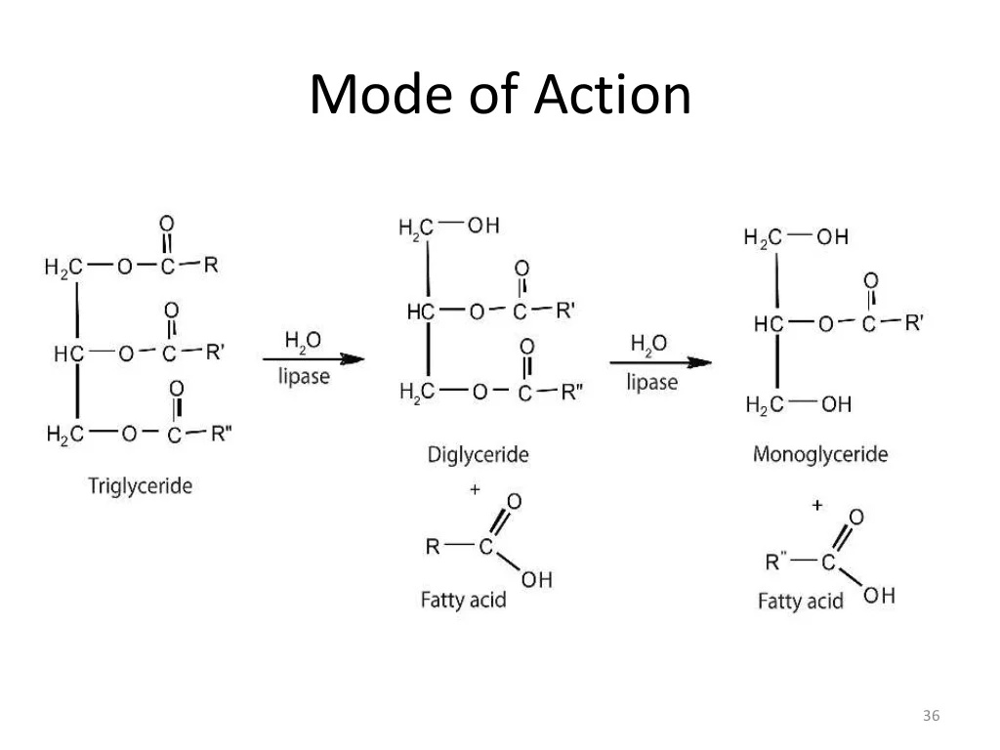 Mode of Action
O
H₂C—O—C—R
O
HC—O—C—R'
O
H₂C—O—C—R"
Triglyceride
H₂O
lipase
H₂C—OH
O
HC—O—C—R'
O
H₂C—O—C—R"
Diglyceride
+
O
R—C
OH
Fatty acid
H₂O
lipase
H₂C—OH
O
HC—O—C—R'
H₂C—OH
Monoglyceride
+
O
R"—C
OH
Fatty acid
36